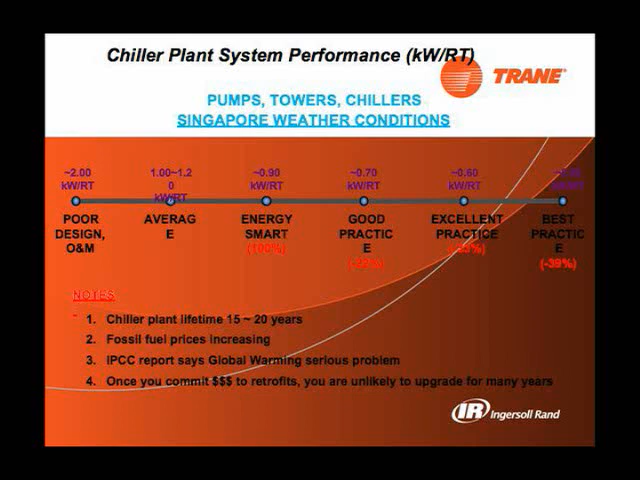 Chiller Plant System Performance (kW/RT)
TRANE
PUMPS, TOWERS, CHILLERS
SINGAPORE WEATHER CONDITIONS
~2.00
kW/RT
1.00~1.2
0
kW/RT
~0.90
kW/RT
~0.70
kW/RT
~0.60
kW/RT
POOR
DESIGN,
O&M
AVERAG
E
ENERGY
SMART
(100%)
GOOD
PRACTIC
E
EXCELLENT
PRACTICE
BEST
PRACTIC
E
(-39%)
NOTES
1. Chiller plant lifetime 15 ~ 20 years
2. Fossil fuel prices increasing
3. IPCC report says Global Warming serious problem
4. Once you commit $$$ to retrofits, you are unlikely to upgrade for many years
IR Ingersoll Rand